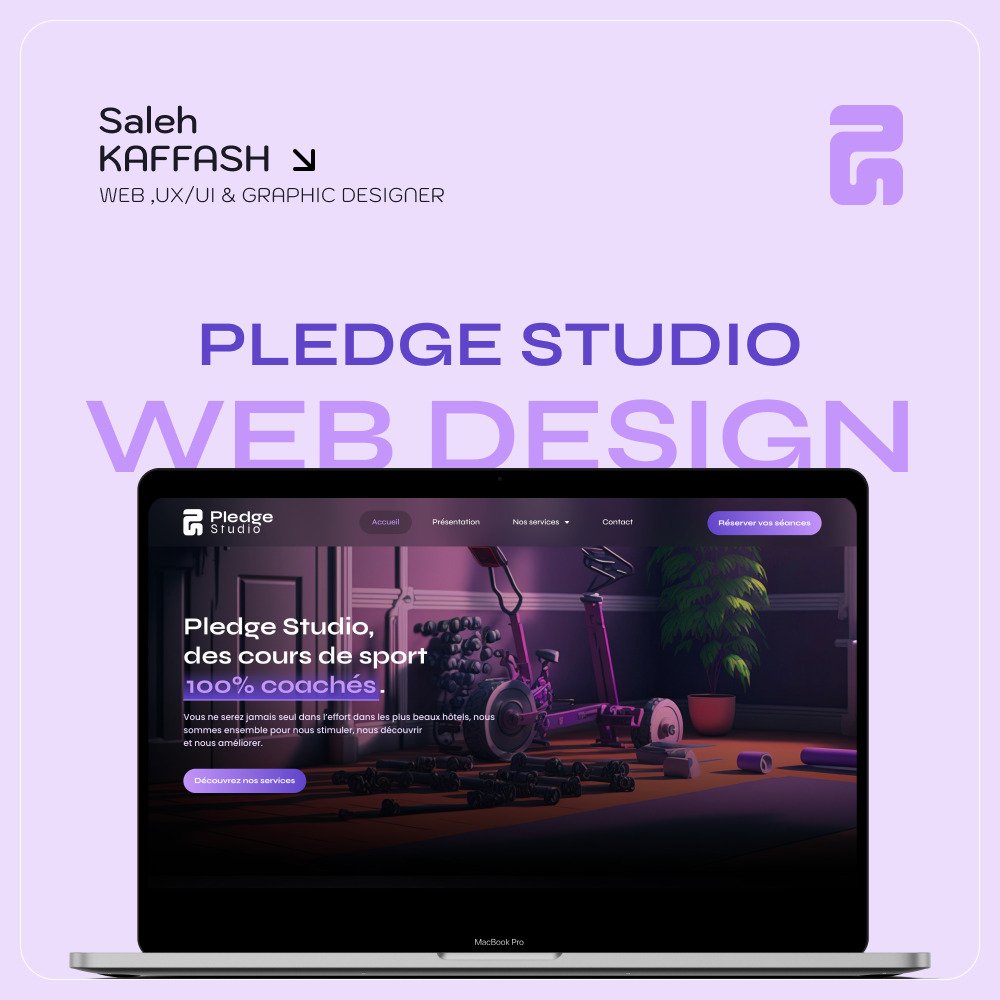 Saleh
KAFFASH
WEB ,UX/UI & GRAPHIC DESIGNER
PLEDGE STUDIO
WEB DESIGN
Pledge
Studio
Accueil
Présentation
Nos services
Contact
Réserver vos séances
Pledge Studio,
des cours de sport
100% coachés.
Vous ne serez jamais seul dans l'effort dans les plus beaux hôtels, nous
sommes ensemble pour nous stimuler, nous découvrir
et nous améliorer.
Découvrez nos services
MacBook Pro